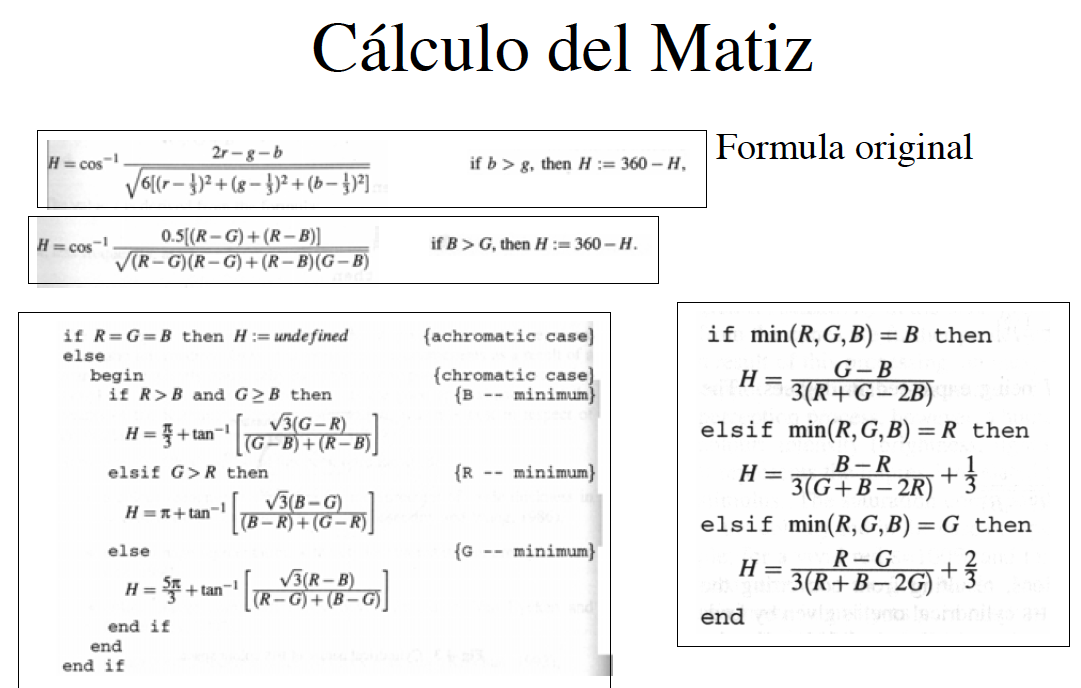 Cálculo del Matiz
H = cos⁻¹ (2r − g − b) / √(6[(r − 1/3)² + (g − 1/3)² + (b − 1/3)²])    if b > g, then H := 360 − H,
Formula original
H = cos⁻¹ 0.5[(R − G) + (R − B)] / √((R − G)(R − G) + (R − B)(G − B))    if B > G, then H := 360 − H.
if R = G = B then H := undefined    {achromatic case}
else
begin    {chromatic case}
if R > B and G ≥ B then    {B -- minimum}
H = π/3 + tan⁻¹ [√3(G − R) / ((G − B) + (R − B))]
elsif G > R then    {R -- minimum}
H = π + tan⁻¹ [√3(B − G) / ((B − R) + (G − R))]
else    {G -- minimum}
H = 5π/3 + tan⁻¹ [√3(R − B) / ((R − G) + (B − G))]
end if
end
end if
if min(R, G, B) = B then
H = (G − B) / 3(R + G − 2B)
elsif min(R, G, B) = R then
H = (B − R) / 3(G + B − 2R) + 1/3
elsif min(R, G, B) = G then
H = (R − G) / 3(R + B − 2G) + 2/3
end